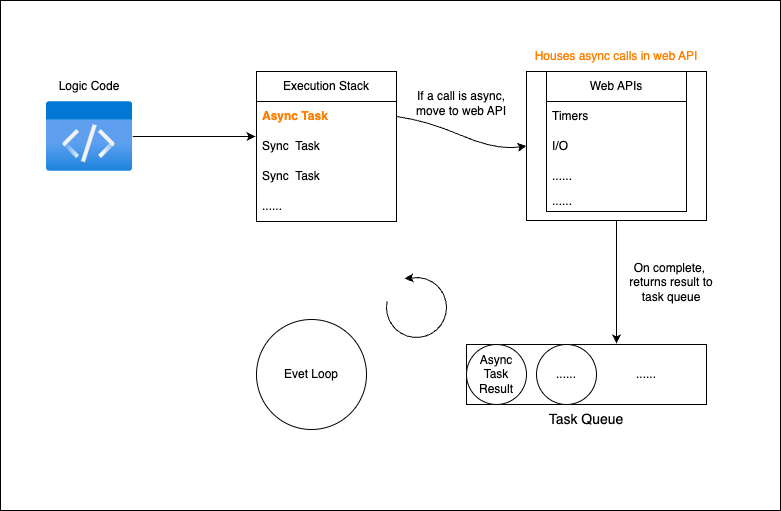 Houses async calls in web API
Logic Code
</>
Execution Stack
Async Task
Sync Task
Sync Task
......
If a call is async,
move to web API
Web APIs
Timers
I/O
......
......
On complete,
returns result to
task queue
Evet Loop
Async
Task
Result
......
......
Task Queue